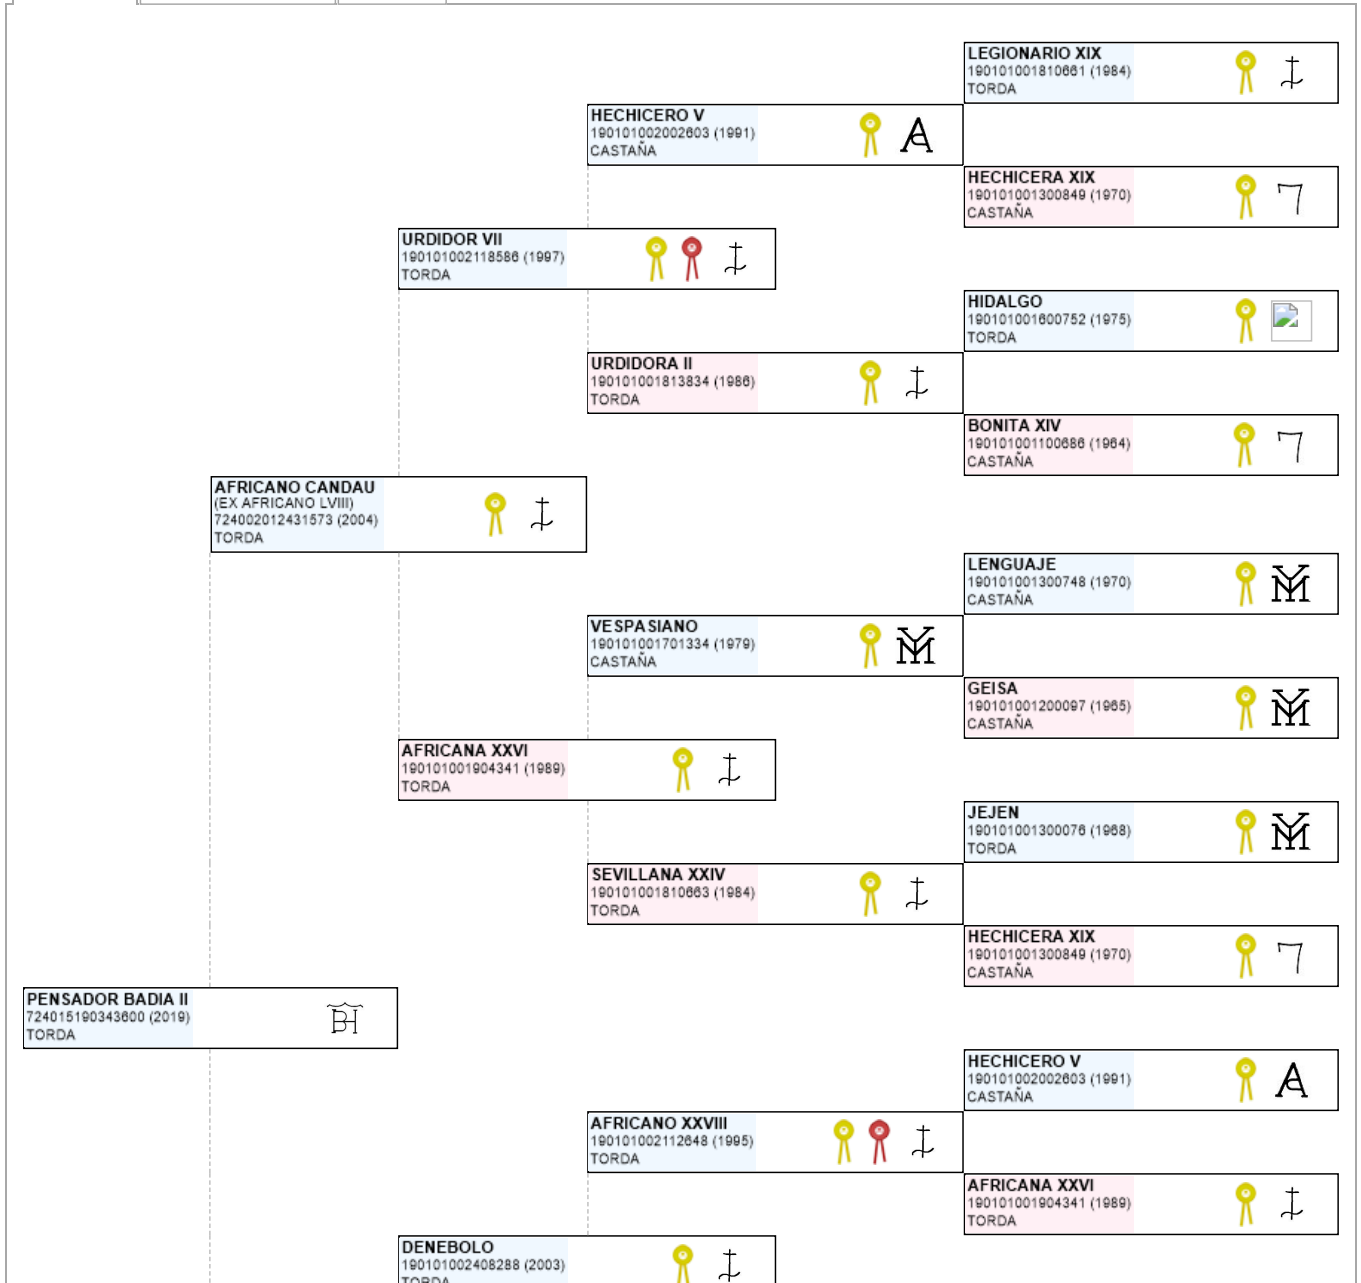 LEGIONARIO XIX
190101001810661 (1984)
TORDA
HECHICERO V
190101002002603 (1991)
CASTAÑA
HECHICERA XIX
190101001300849 (1970)
CASTAÑA
URDIDOR VII
190101002118586 (1997)
TORDA
HIDALGO
190101001600752 (1975)
TORDA
URDIDORA II
190101001813834 (1986)
TORDA
BONITA XIV
190101001100686 (1964)
CASTAÑA
AFRICANO CANDAU
(EX AFRICANO LVIII)
724002012431573 (2004)
TORDA
LENGUAJE
190101001300748 (1970)
CASTAÑA
VESPASIANO
190101001701334 (1979)
CASTAÑA
GEISA
190101001200097 (1965)
CASTAÑA
AFRICANA XXVI
190101001904341 (1989)
TORDA
JEJEN
190101001300076 (1968)
TORDA
SEVILLANA XXIV
190101001810663 (1984)
TORDA
HECHICERA XIX
190101001300849 (1970)
CASTAÑA
PENSADOR BADIA II
724015190343600 (2019)
TORDA
HECHICERO V
190101002002603 (1991)
CASTAÑA
AFRICANO XXVIII
190101002112648 (1995)
TORDA
AFRICANA XXVI
190101001904341 (1989)
TORDA
DENEBOLO
190101002408288 (2003)
TORDA